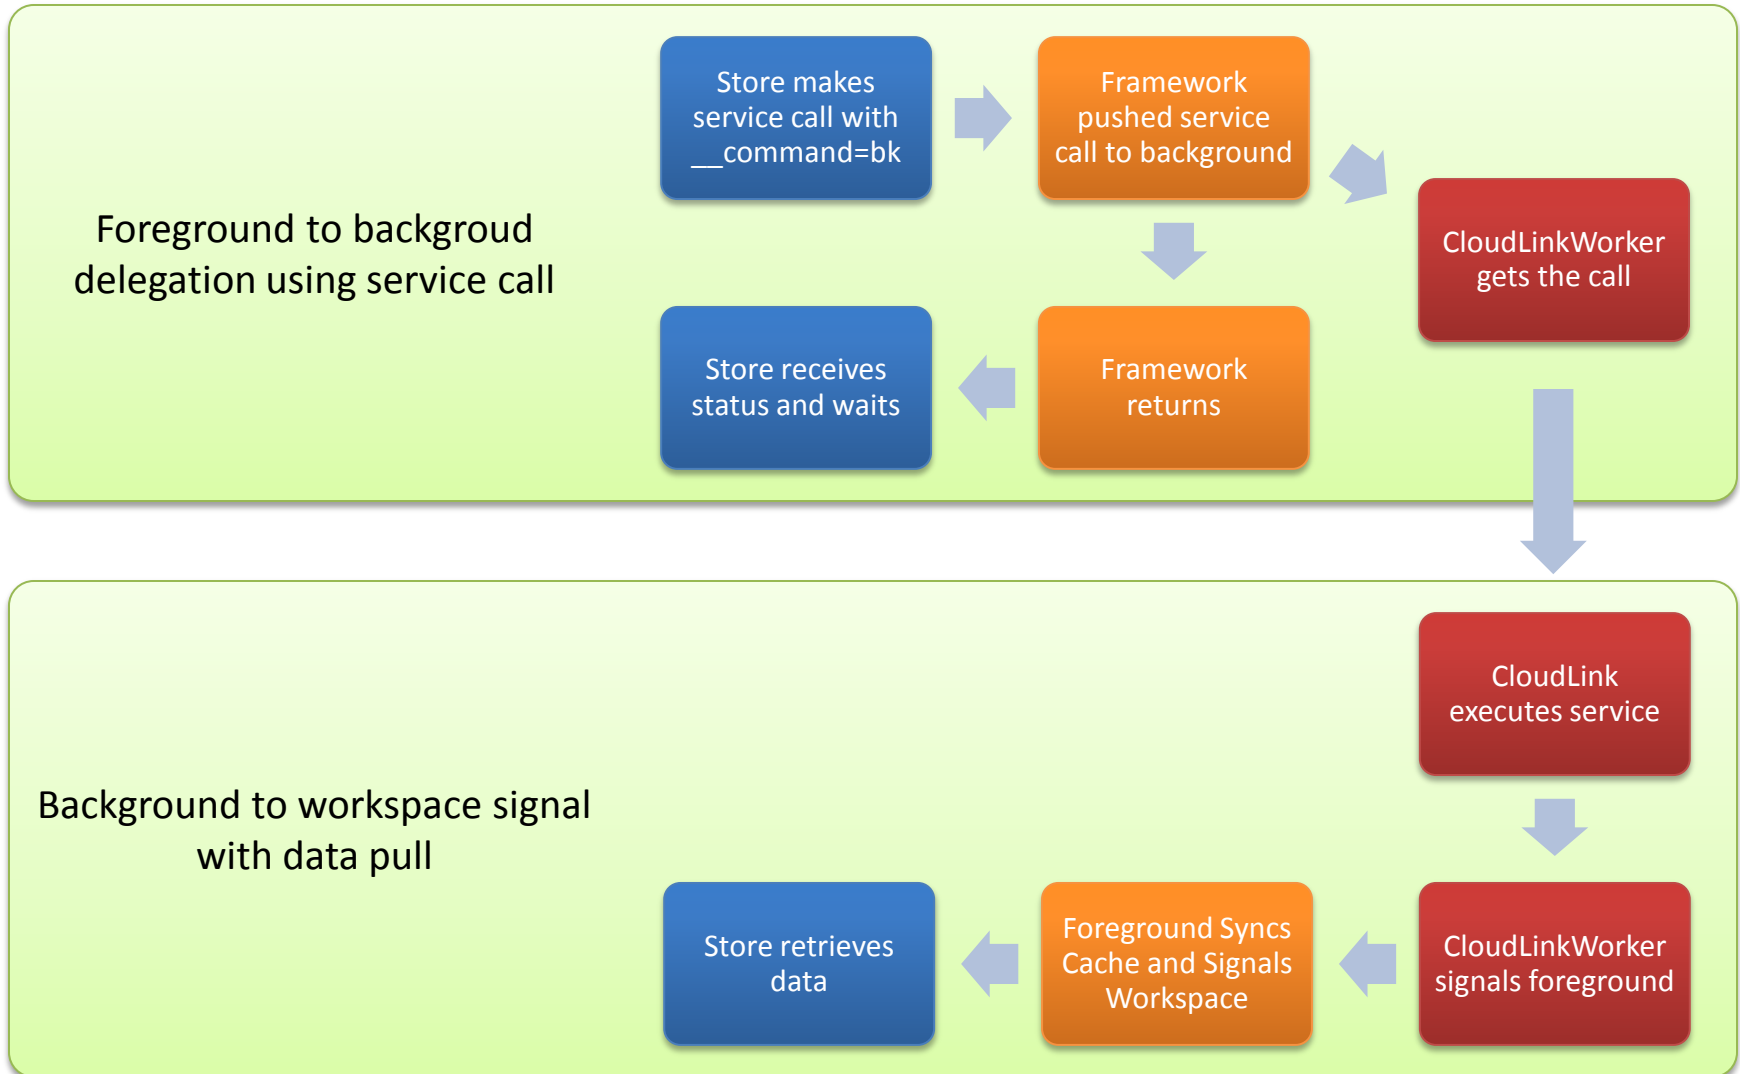 Foreground to backgroud
delegation using service call
Store makes
service call with
__command=bk
Framework
pushed service
call to background
CloudLinkWorker
gets the call
Store receives
status and waits
Framework
returns
Background to workspace signal
with data pull
CloudLink
executes service
Store retrieves
data
Foreground Syncs
Cache and Signals
Workspace
CloudLinkWorker
signals foreground